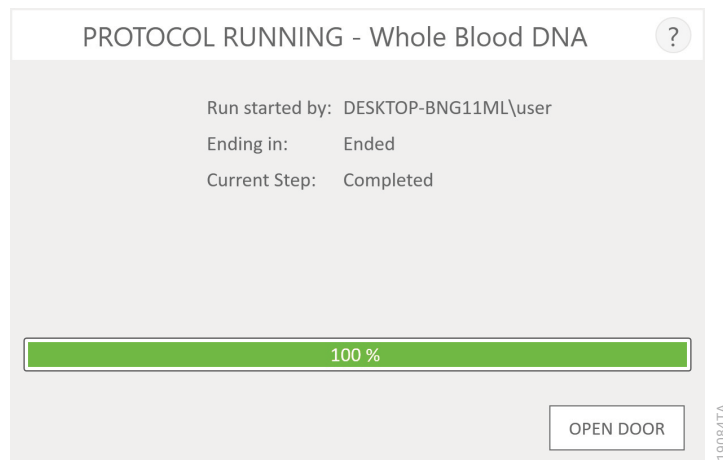 PROTOCOL RUNNING - Whole Blood DNA ?
Run started by: DESKTOP-BNG11ML\user
Ending in: Ended
Current Step: Completed
100 %
OPEN DOOR
19084TA